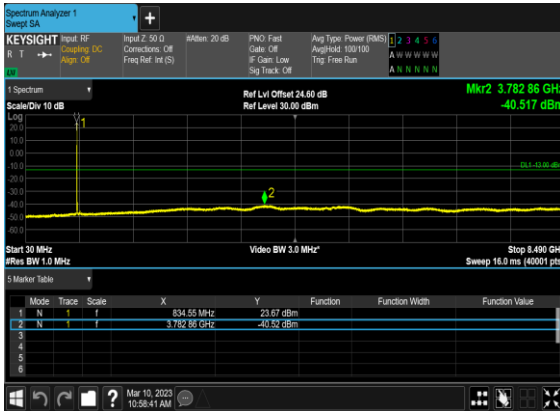 Spectrum Analyzer 1
Swept SA
KEYSIGHT
R T
LXI
Input: RF
Coupling: DC
Align: Off
Input Z: 50 Ω
Corrections: Off
Freq Ref: Int (S)
#Atten: 20 dB
PNO: Fast
Gate: Off
IF Gain: Low
Sig Track: Off
Avg Type: Power (RMS)
Avg|Hold: 100/100
Trig: Free Run
1 2 3 4 5 6
A W W W W W
A N N N N N
1 Spectrum
Scale/Div 10 dB
Ref Lvl Offset 24.60 dB
Ref Level 30.00 dBm
Mkr2 3.782 86 GHz
-40.517 dBm
Log
20.0
10.0
0.00
-10.0
-20.0
-30.0
-40.0
-50.0
-60.0
1
2
DL1 -13.00 dBm
Start 30 MHz
#Res BW 1.0 MHz
Video BW 3.0 MHz*
Stop 8.490 GHz
Sweep 16.0 ms (40001 pts)
5 Marker Table
Mode Trace Scale X Y Function Function Width Function Value
1 N 1 f 834.55 MHz 23.67 dBm
2 N 1 f 3.782 86 GHz -40.52 dBm
3
4
5
6
Mar 10, 2023
10:58:41 AM